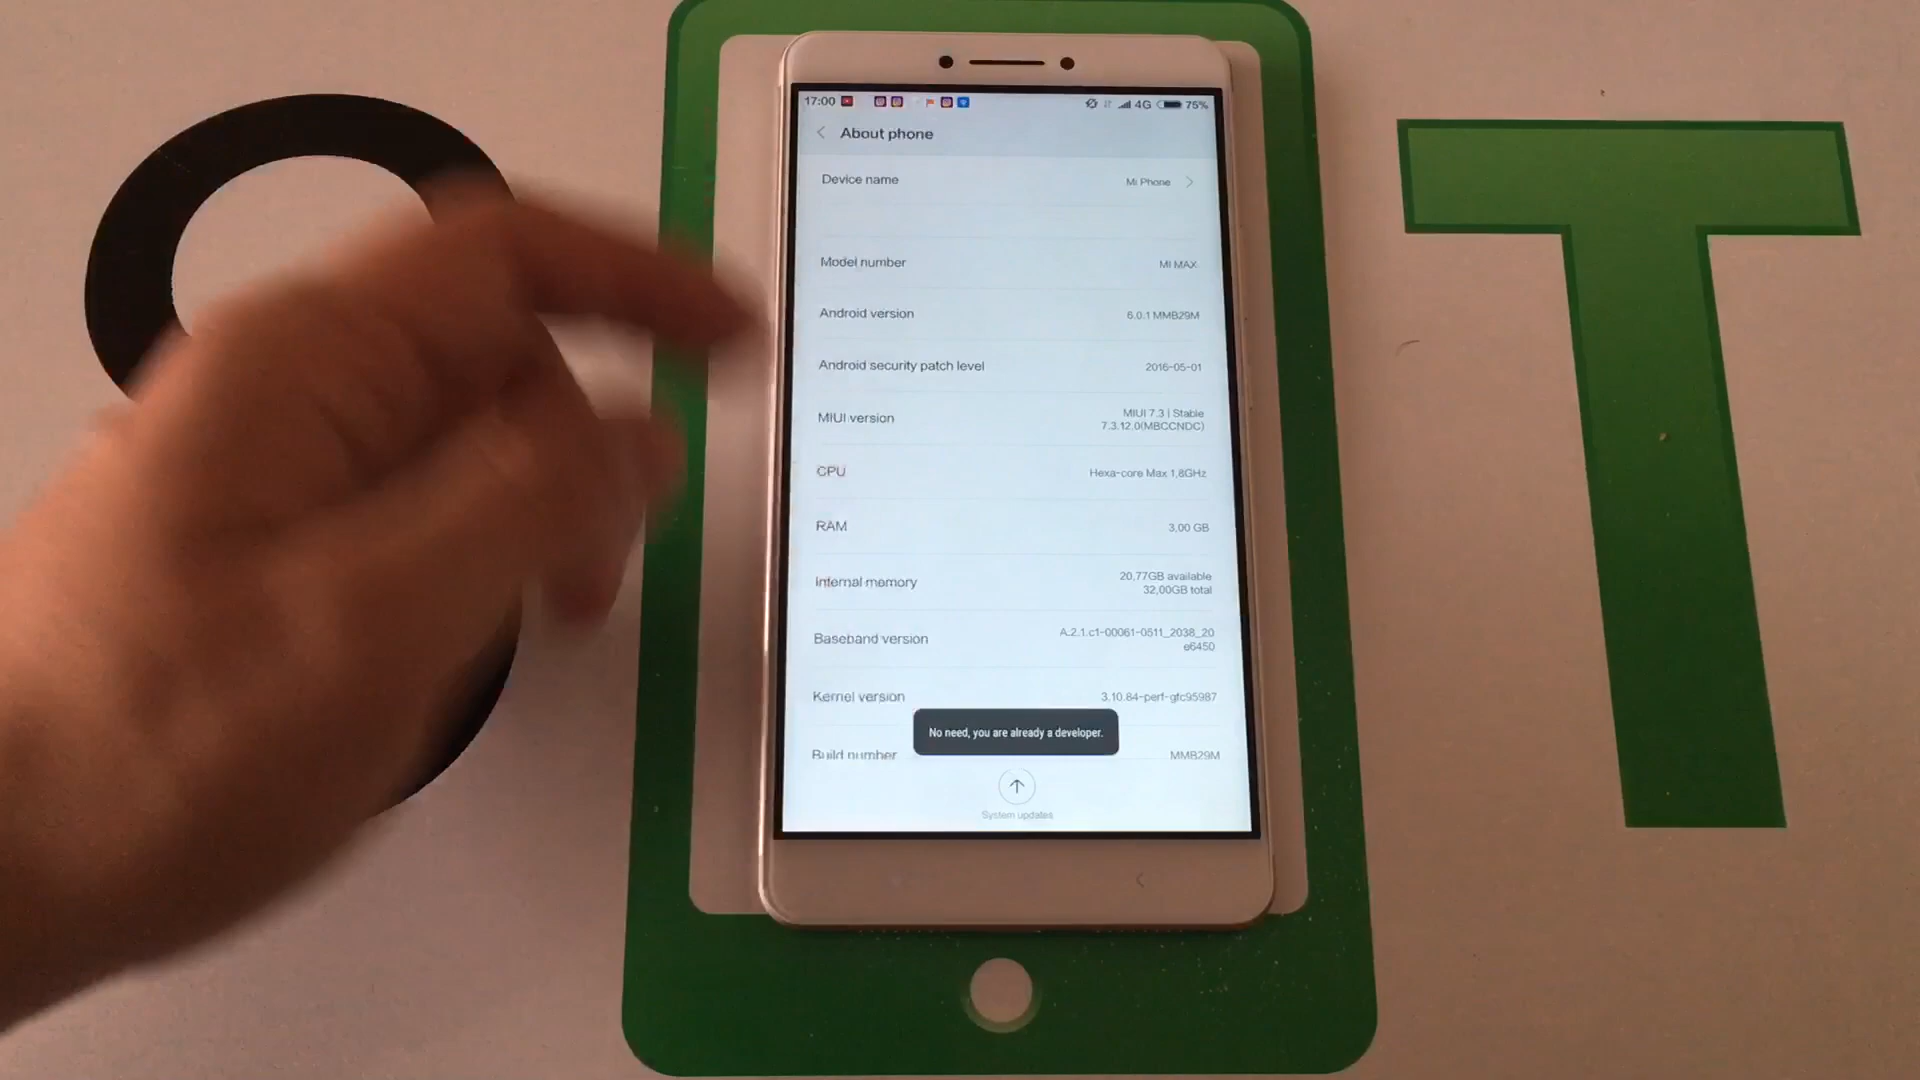 17:00
4G
75%
About phone
Device name
Mi Phone
Model number
MI MAX
Android version
6.0.1 MMB29M
Android security patch level
2016-05-01
MIUI version
MIUI 7.3 | Stable
7.3.12.0(MBCCNDC)
CPU
Hexa-core Max 1,8GHz
RAM
3,00 GB
Internal memory
20,77GB available
32,00GB total
Baseband version
A.2.1.c1-00061-0511_2038_20
e6450
Kernel version
3.10.84-perf-gfc95987
No need, you are already a developer.
Build number
MMB29M
System updates
T